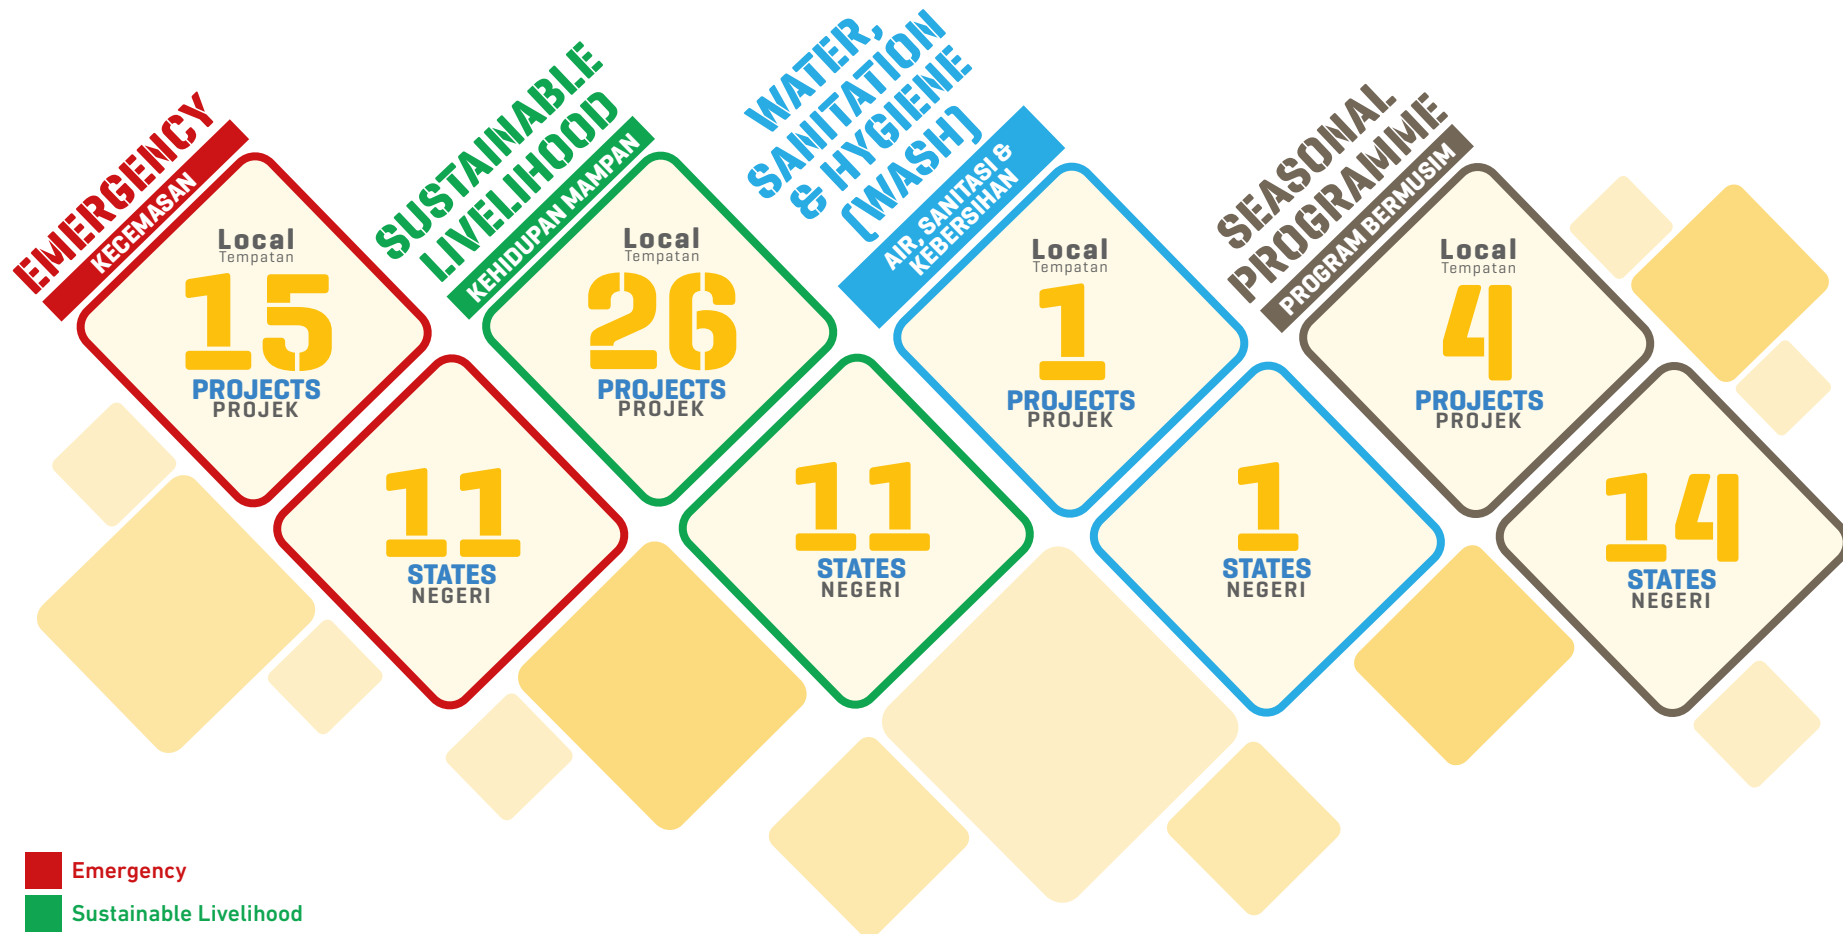 EMERGENCY
KECEMASAN
Local
Tempatan
15
PROJECTS
PROJEK
11
STATES
NEGERI
SUSTAINABLE
LIVELIHOOD
KEHIDUPAN MAMPAN
Local
Tempatan
26
PROJECTS
PROJEK
11
STATES
NEGERI
WATER,
SANITATION
& HYGIENE
(WASH)
AIR, SANITASI &
KEBERSIHAN
Local
Tempatan
1
PROJECTS
PROJEK
1
STATES
NEGERI
SEASONAL
PROGRAMME
PROGRAM BERMUSIM
Local
Tempatan
4
PROJECTS
PROJEK
14
STATES
NEGERI
Emergency
Sustainable Livelihood